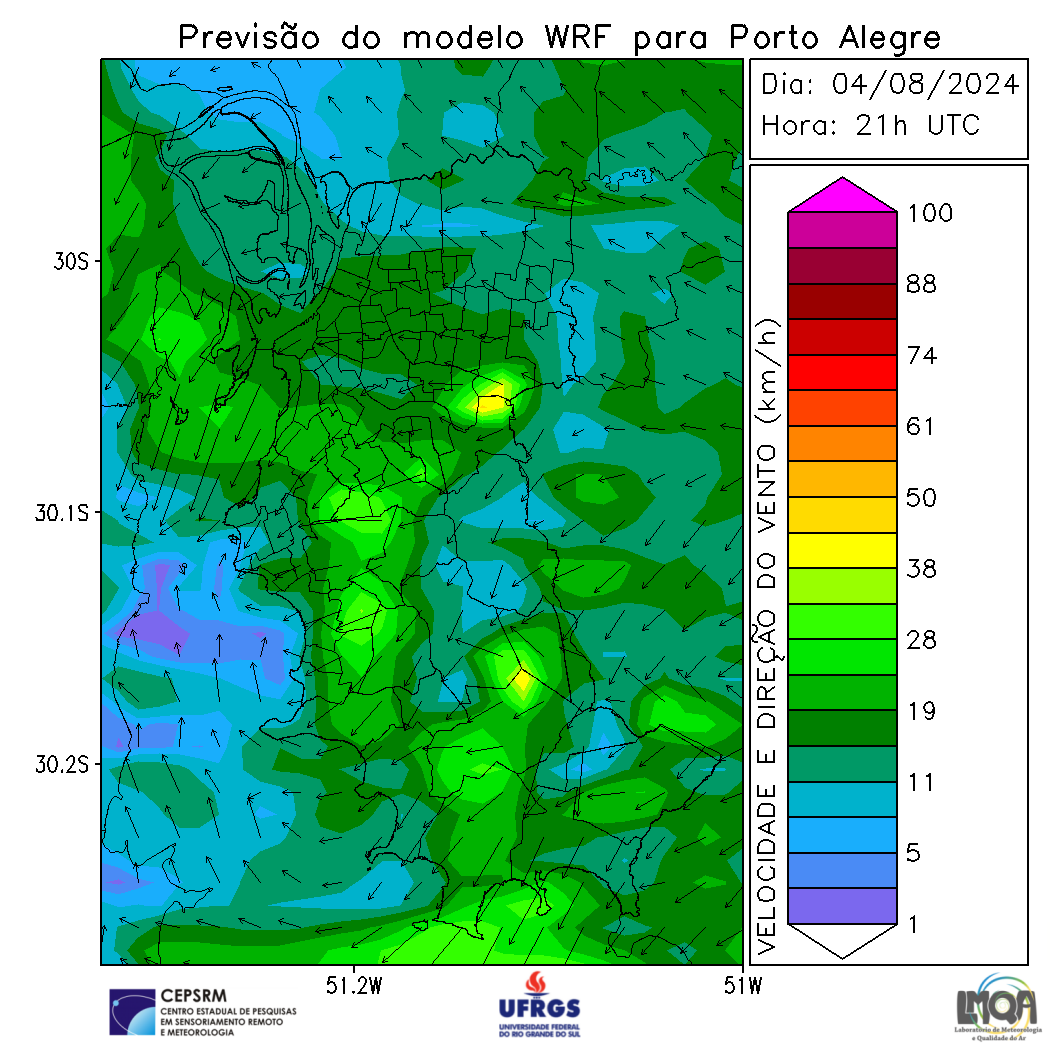 Previsão do modelo WRF para Porto Alegre
Dia: 04/08/2024
Hora: 21h UTC
30S
30.1S
30.2S
51.2W
51W
VELOCIDADE E DIREÇÃO DO VENTO (km/h)
100
88
74
61
50
38
28
19
11
5
1
CEPSRM
CENTRO ESTADUAL DE PESQUISAS
EM SENSORIAMENTO REMOTO
E METEOROLOGIA
UFRGS
UNIVERSIDADE FEDERAL
DO RIO GRANDE DO SUL
LMQA
Laboratório de Meteorologia
e Qualidade do Ar